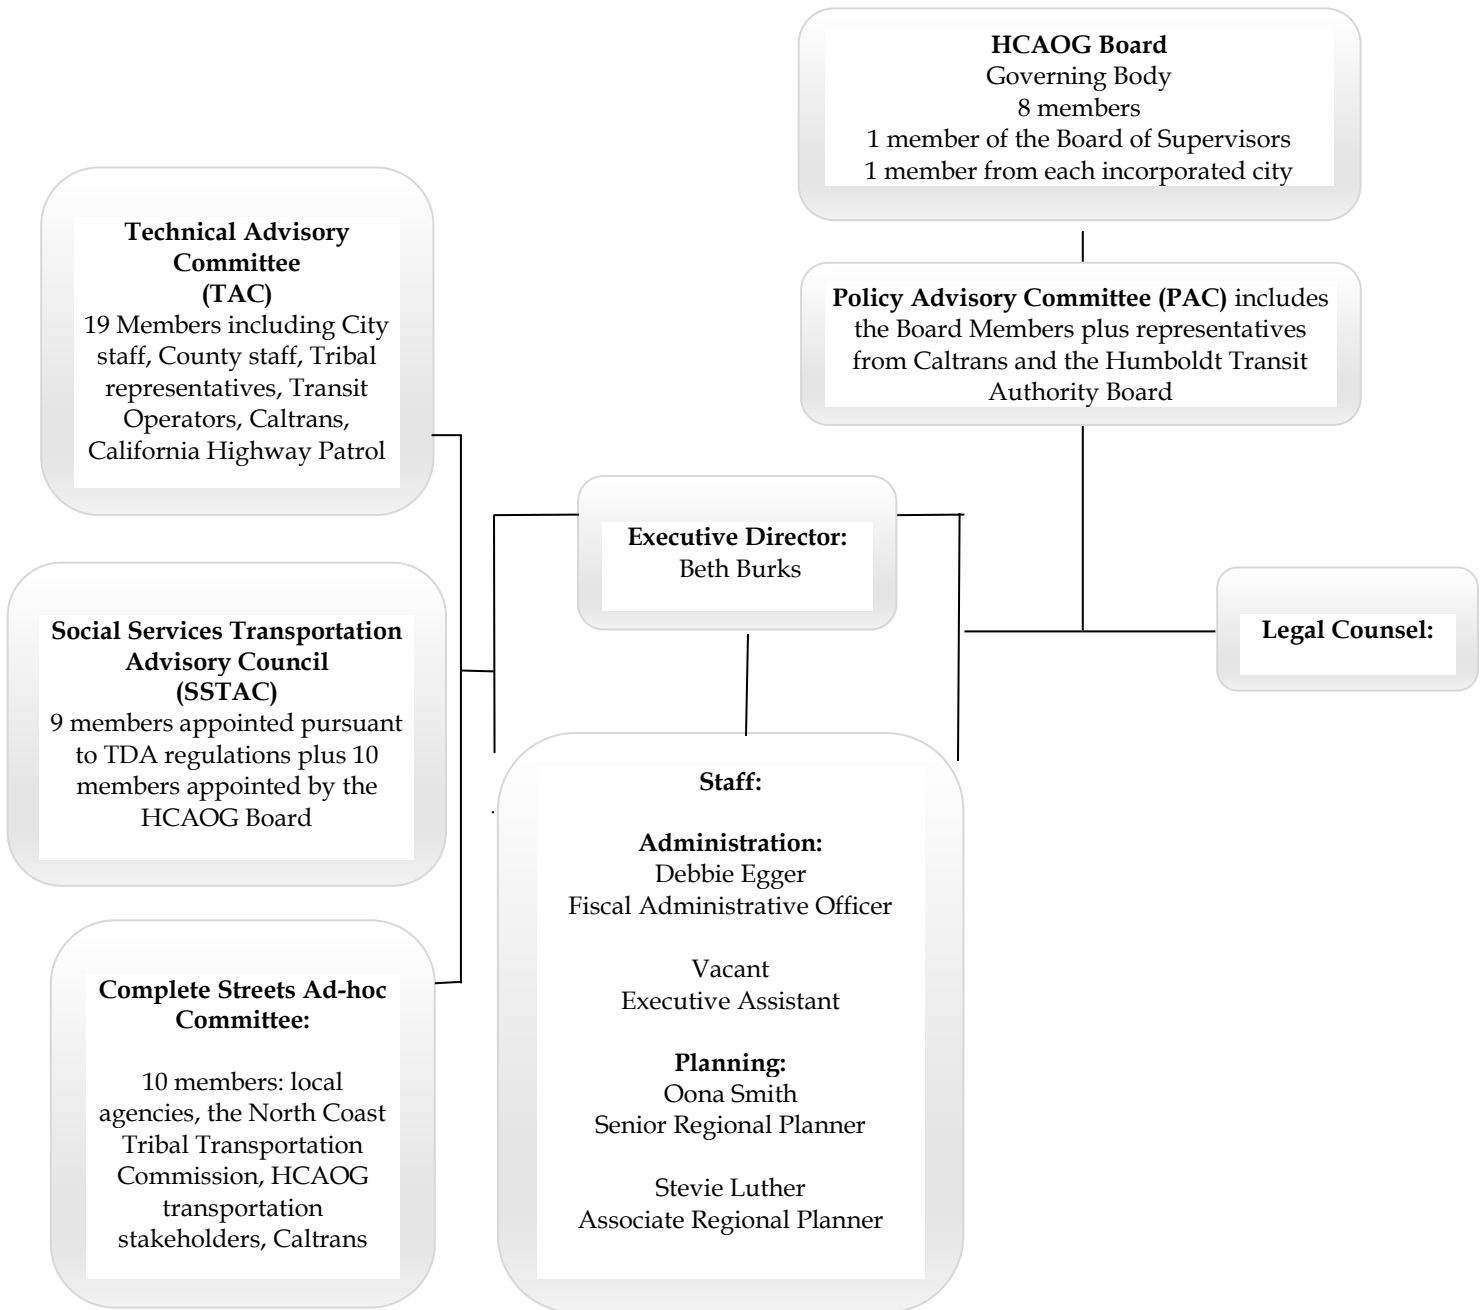 HCAOG Board
Governing Body
8 members
1 member of the Board of Supervisors
1 member from each incorporated city
Technical Advisory
Committee
(TAC)
19 Members including City
staff, County staff, Tribal
representatives, Transit
Operators, Caltrans,
California Highway Patrol
Policy Advisory Committee (PAC) includes
the Board Members plus representatives
from Caltrans and the Humboldt Transit
Authority Board
Executive Director:
Beth Burks
Legal Counsel:
Social Services Transportation
Advisory Council
(SSTAC)
9 members appointed pursuant
to TDA regulations plus 10
members appointed by the
HCAOG Board
Staff:
Administration:
Debbie Egger
Fiscal Administrative Officer
Vacant
Executive Assistant
Planning:
Oona Smith
Senior Regional Planner
Stevie Luther
Associate Regional Planner
Complete Streets Ad-hoc
Committee:
10 members: local
agencies, the North Coast
Tribal Transportation
Commission, HCAOG
transportation
stakeholders, Caltrans